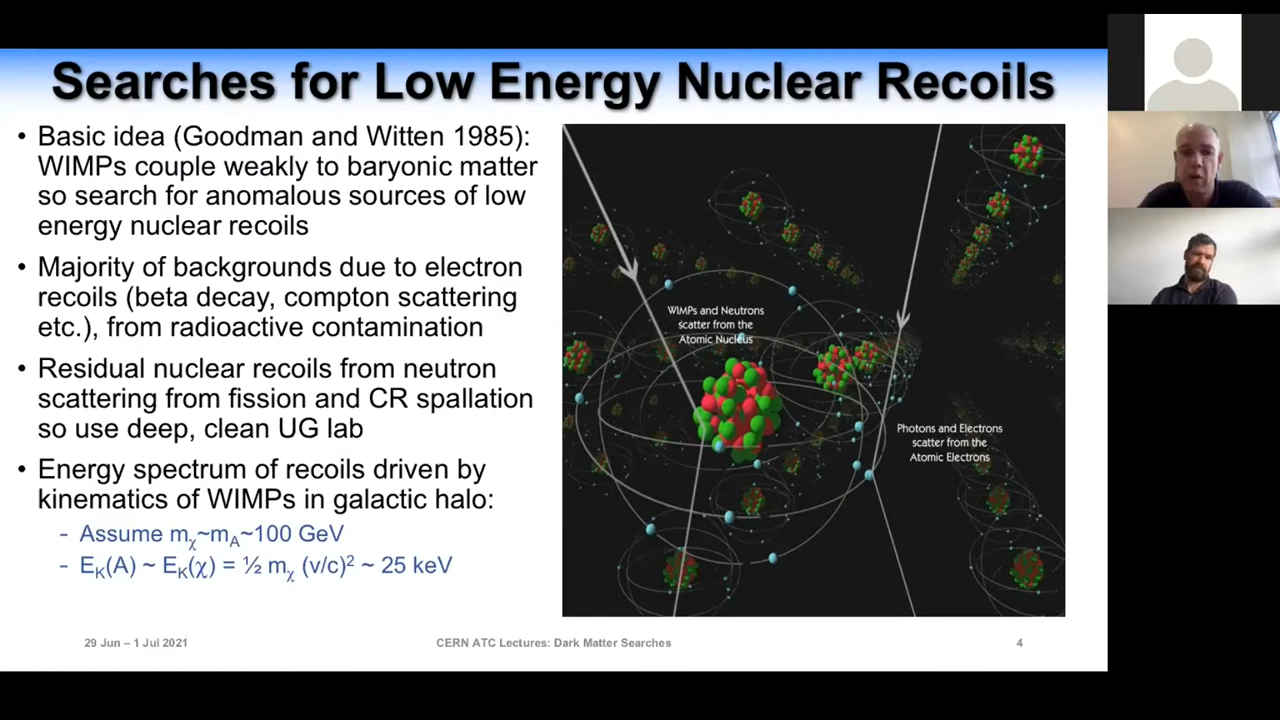 Searches for Low Energy Nuclear Recoils
• Basic idea (Goodman and Witten 1985):
WIMPs couple weakly to baryonic matter
so search for anomalous sources of low
energy nuclear recoils
• Majority of backgrounds due to electron
recoils (beta decay, compton scattering
etc.), from radioactive contamination
• Residual nuclear recoils from neutron
scattering from fission and CR spallation
so use deep, clean UG lab
• Energy spectrum of recoils driven by
kinematics of WIMPs in galactic halo:
- Assume mχ~mA~100 GeV
- EK(A) ~ EK(χ) = ½ mχ (v/c)² ~ 25 keV
WIMPs and Neutrons
scatter from the
Atomic Nucleus
Photons and Electrons
scatter from the
Atomic Electrons
29 Jun – 1 Jul 2021
CERN ATC Lectures: Dark Matter Searches
4